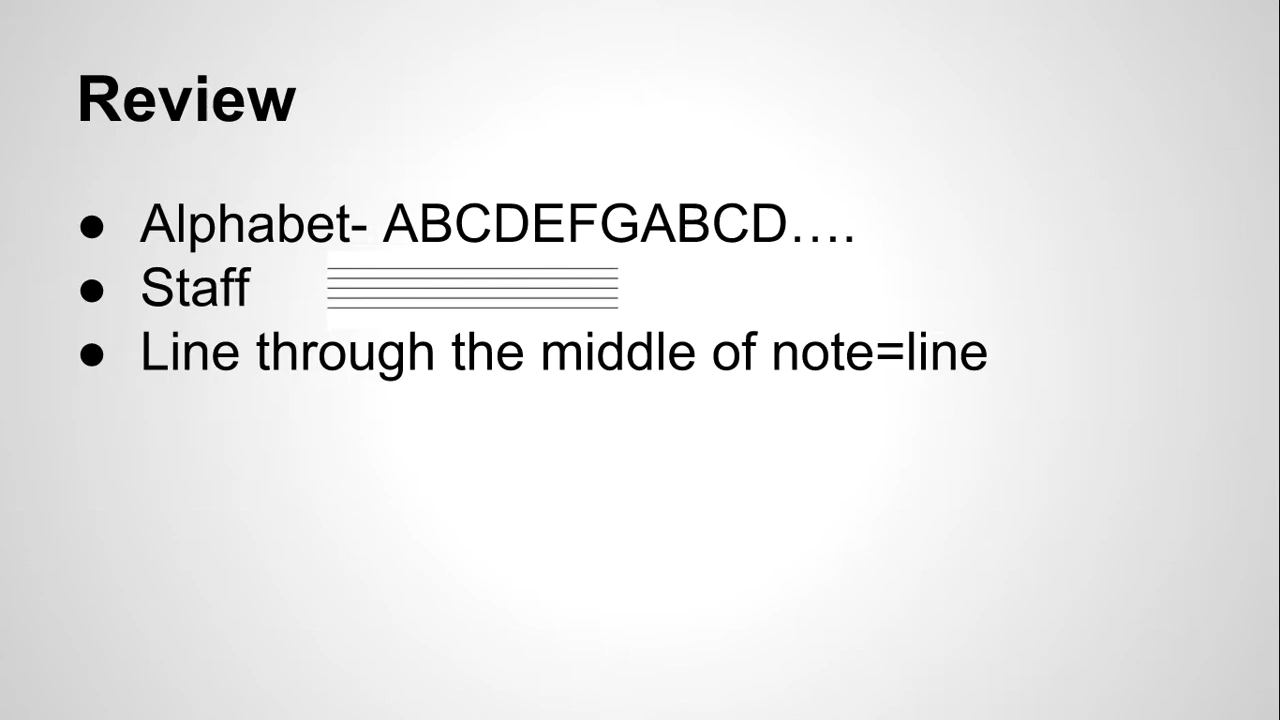 Review
● Alphabet- ABCDEFGABCD….
● Staff
● Line through the middle of note=line